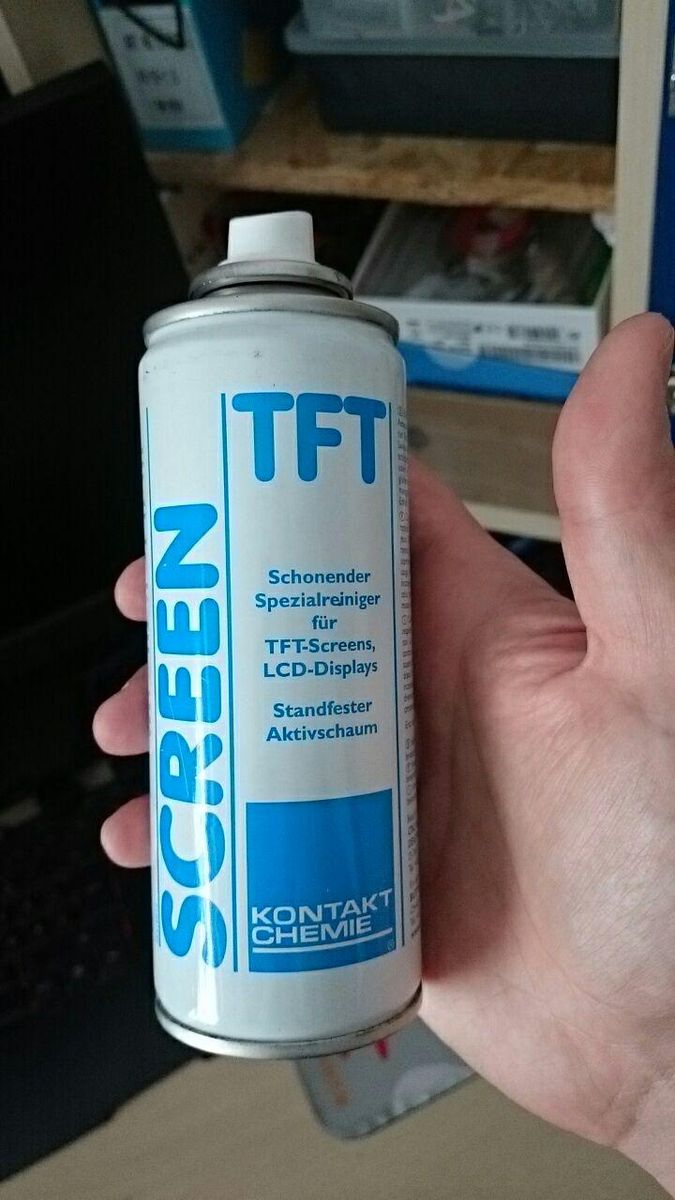 SCREEN
TFT
Schonender
Spezialreiniger
für
TFT-Screens,
LCD-Displays
Standfester
Aktivschaum
KONTAKT
CHEMIE
®